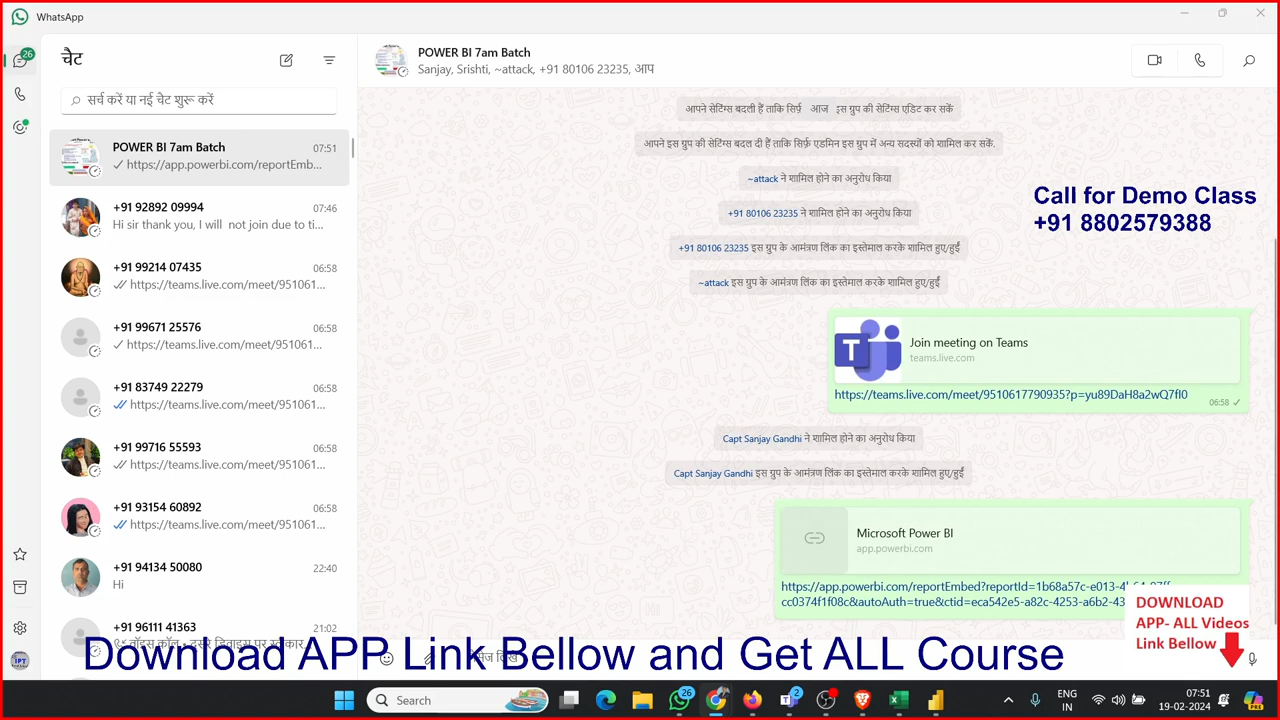 WhatsApp
26
चैट
सर्च करें या नई चैट शुरू करें
POWER BI 7am Batch
07:51
https://app.powerbi.com/reportEmb...
+91 92892 09994
07:46
Hi sir thank you, I will not join due to ti...
+91 99214 07435
06:58
https://teams.live.com/meet/951061...
+91 99671 25576
06:58
https://teams.live.com/meet/951061...
+91 83749 22279
06:58
https://teams.live.com/meet/951061...
+91 99716 55593
06:58
https://teams.live.com/meet/951061...
+91 93154 60892
06:58
https://teams.live.com/meet/951061...
+91 94134 50080
22:40
Hi
+91 96111 41363
21:02
IPT
POWER BI 7am Batch
Sanjay, Srishti, ~attack, +91 80106 23235, आप
आपने सेटिंग्स बदली हैं ताकि सिर्फ़ आज इस ग्रुप की सेटिंग्स एडिट कर सकें
आपने इस ग्रुप की सेटिंग्स बदल दी हैं ताकि सिर्फ़ एडमिन इस ग्रुप में अन्य सदस्यों को शामिल कर सकें.
~attack ने शामिल होने का अनुरोध किया
+91 80106 23235 ने शामिल होने का अनुरोध किया
+91 80106 23235 इस ग्रुप के आमंत्रण लिंक का इस्तेमाल करके शामिल हुए/हुईं
~attack इस ग्रुप के आमंत्रण लिंक का इस्तेमाल करके शामिल हुए/हुईं
Call for Demo Class
+91 8802579388
T
Join meeting on Teams
teams.live.com
https://teams.live.com/meet/9510617790935?p=yu89DaH8a2wQ7fI0
06:58
Capt Sanjay Gandhi ने शामिल होने का अनुरोध किया
Capt Sanjay Gandhi इस ग्रुप के आमंत्रण लिंक का इस्तेमाल करके शामिल हुए/हुईं
Microsoft Power BI
app.powerbi.com
https://app.powerbi.com/reportEmbed?reportId=1b68a57c-e013-4
cc0374f1f08c&autoAuth=true&ctid=eca542e5-a82c-4253-a6b2-43
DOWNLOAD
APP- ALL Videos
Link Bellow
Download APP Link Bellow and Get ALL Course
Search
26
2
ENG
IN
07:51
19-02-2024